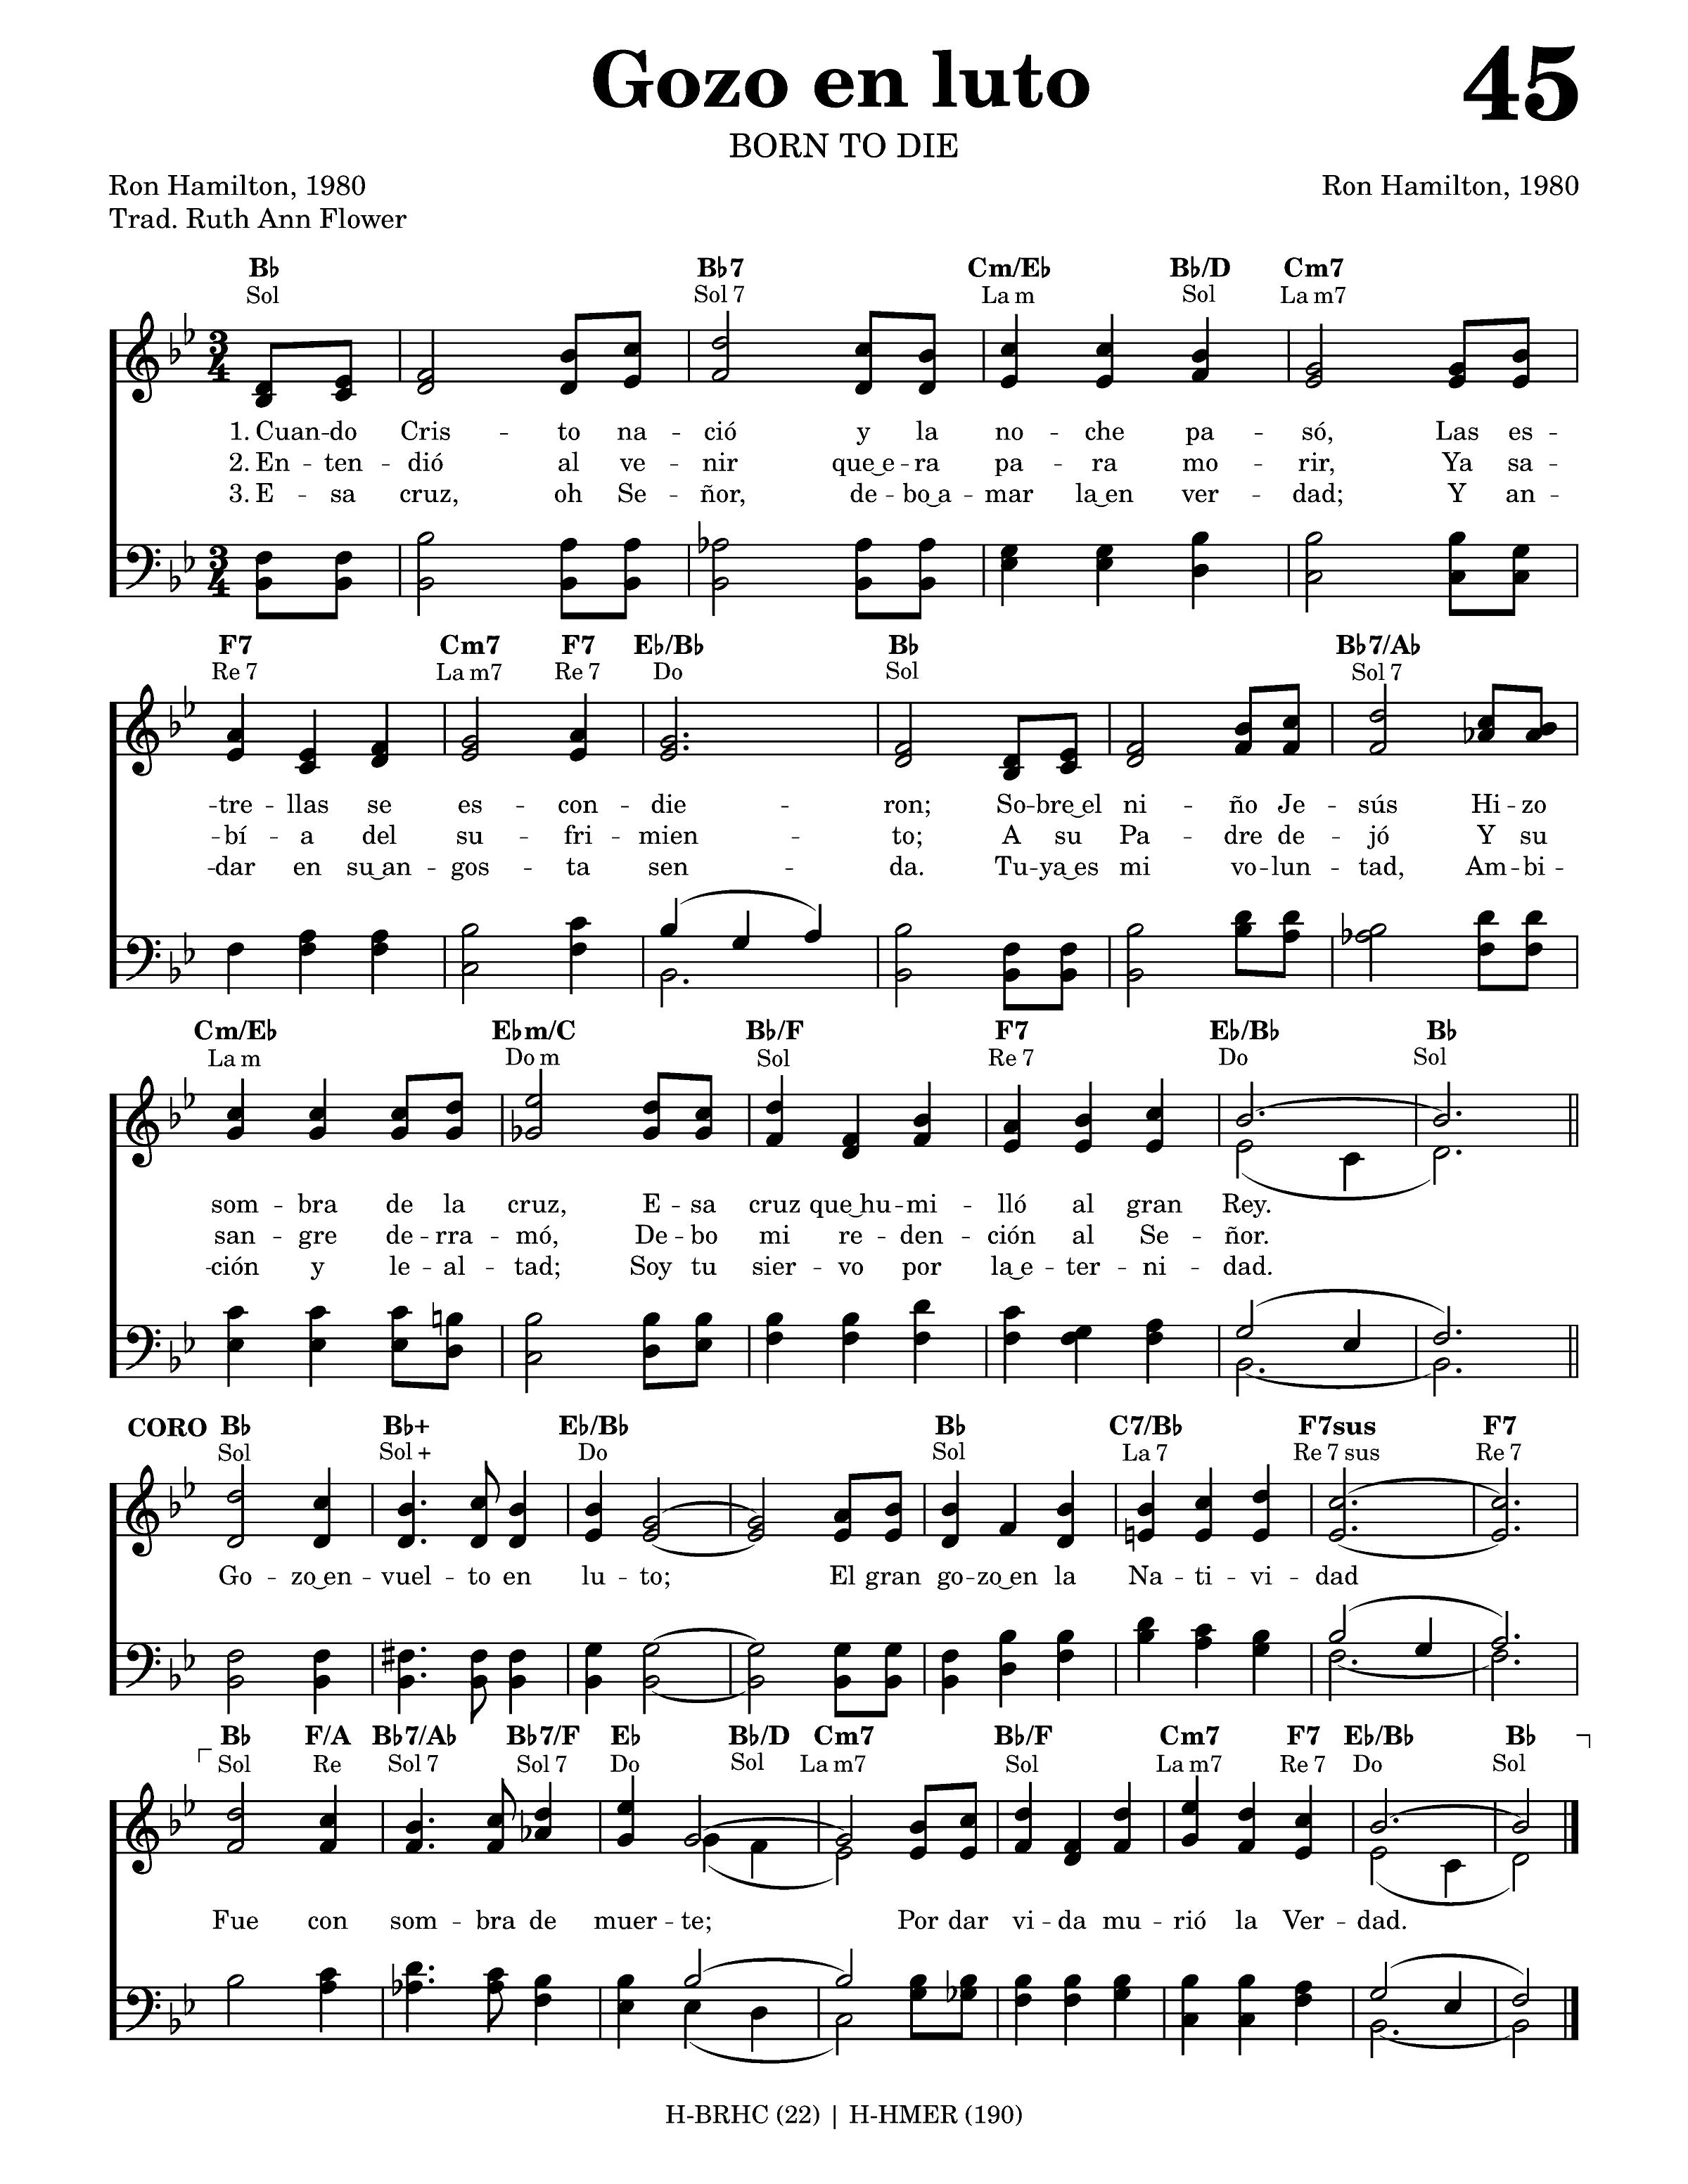 Gozo en luto
45
BORN TO DIE
Ron Hamilton, 1980
Ron Hamilton, 1980
Trad. Ruth Ann Flower
B♭ B♭7 Cm/E♭ B♭/D Cm7
Sol Sol 7 La m Sol La m7
1. Cuan -- do Cris -- to na -- ció y la no -- che pa -- só, Las es --
2. En -- ten -- dió al ve -- nir que‿e -- ra pa -- ra mo -- rir, Ya sa --
3. E -- sa cruz, oh Se -- ñor, de -- bo‿a -- mar la‿en ver -- dad; Y an --
F7 Cm7 F7 E♭/B♭ B♭ B♭7/A♭
Re 7 La m7 Re 7 Do Sol Sol 7
-- tre -- llas se es -- con -- die -- ron; So -- bre‿el ni -- ño Je -- sús Hi -- zo
-- bí -- a del su -- fri -- mien -- to; A su Pa -- dre de -- jó Y su
-- dar en su‿an -- gos -- ta sen -- da. Tu -- ya‿es mi vo -- lun -- tad, Am -- bi --
Cm/E♭ E♭m/C B♭/F F7 E♭/B♭ B♭
La m Do m Sol Re 7 Do Sol
som -- bra de la cruz, E -- sa cruz que‿hu -- mi -- lló al gran Rey.
san -- gre de -- rra -- mó, De -- bo mi re -- den -- ción al Se -- ñor.
-- ción y le -- al -- tad; Soy tu sier -- vo por la‿e -- ter -- ni -- dad.
CORO B♭ B♭+ E♭/B♭ B♭ C7/B♭ F7sus F7
Sol Sol + Do Sol La 7 Re 7 sus Re 7
Go -- zo‿en -- vuel -- to en lu -- to; El gran go -- zo‿en la Na -- ti -- vi -- dad
B♭ F/A B♭7/A♭ B♭7/F E♭ B♭/D Cm7 B♭/F Cm7 F7 E♭/B♭ B♭
Sol Re Sol 7 Sol 7 Do Sol La m7 Sol La m7 Re 7 Do Sol
Fue con som -- bra de muer -- te; Por dar vi -- da mu -- rió la Ver -- dad.
H-BRHC (22) | H-HMER (190)